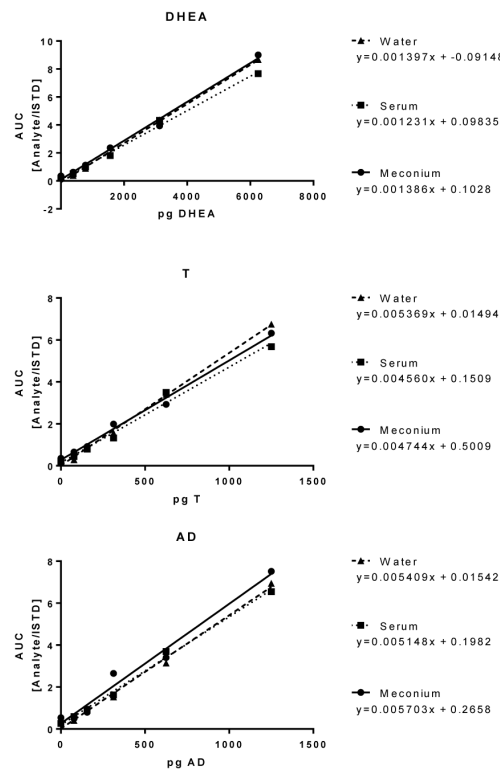 DHEA
AUC
[Analyte/ISTD]
10
8
6
4
2
0
-2
2000
4000
6000
8000
pg DHEA
Water
y=0.001397x + -0.09148
Serum
y=0.001231x + 0.09835
Meconium
y=0.001386x + 0.1028
T
AUC
[Analyte/ISTD]
8
6
4
2
0
0
500
1000
1500
pg T
Water
y=0.005369x + 0.01494
Serum
y=0.004560x + 0.1509
Meconium
y=0.004744x + 0.5009
AD
AUC
[Analyte/ISTD]
8
6
4
2
0
0
500
1000
1500
pg AD
Water
y=0.005409x + 0.01542
Serum
y=0.005148x + 0.1982
Meconium
y=0.005703x + 0.2658